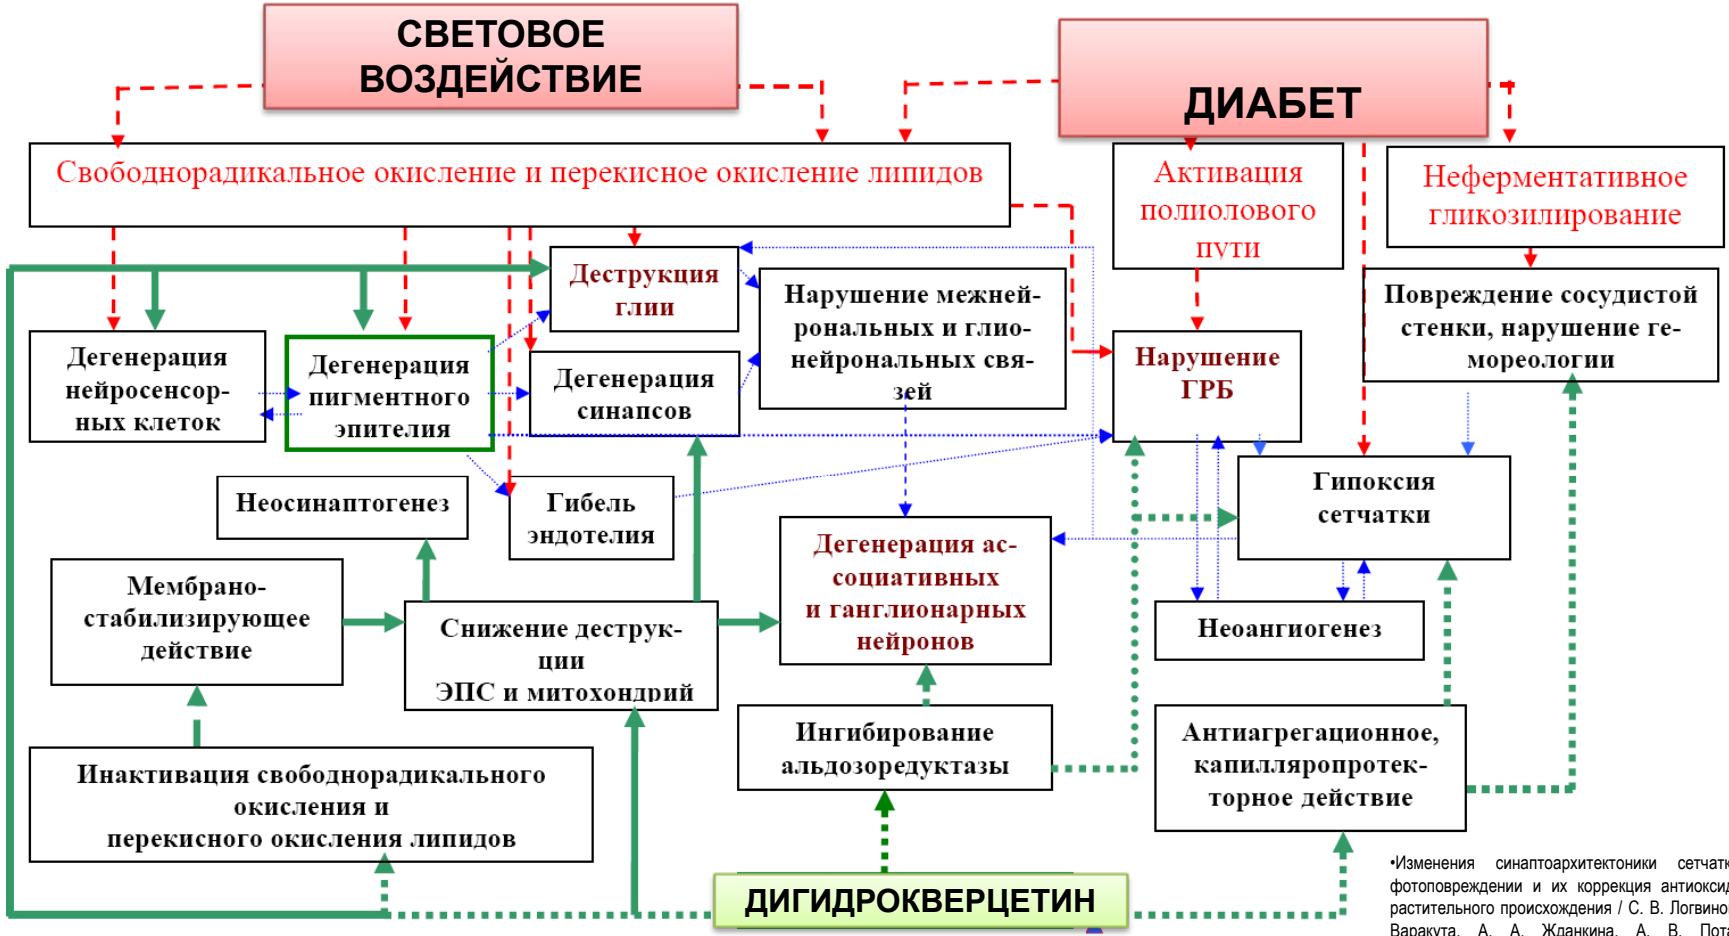 СВЕТОВОЕ
ВОЗДЕЙСТВИЕ
ДИАБЕТ
Свободнорадикальное окисление и перекисное окисление липидов
Активация
полиолового
пути
Неферментативное
гликозилирование
Деструкция
глии
Нарушение межней-
рональных и глио-
нейрональных свя-
зей
Повреждение сосудистой
стенки, нарушение ге-
мореологии
Дегенерация
нейросенсор-
ных клеток
Дегенерация
пигментного
эпителия
Дегенерация
синапсов
Нарушение
ГРБ
Неосинаптогенез
Гибель
эндотелия
Гипоксия
сетчатки
Дегенерация ас-
социативных
и ганглионарных
нейронов
Мембрано-
стабилизирующее
действие
Снижение деструк-
ции
ЭПС и митохондрий
Неоангиогенез
Ингибирование
альдозоредуктазы
Антиагрегационное,
капилляропротек-
торное действие
Инактивация свободнорадикального
окисления и
перекисного окисления липидов
ДИГИДРОКВЕРЦЕТИН
•Изменения синаптоархитектоники сетчатк
фотоповреждении и их коррекция антиоксид
растительного происхождения / С. В. Логвино
Варакута, А. А. Жданкина, А. В. Пота